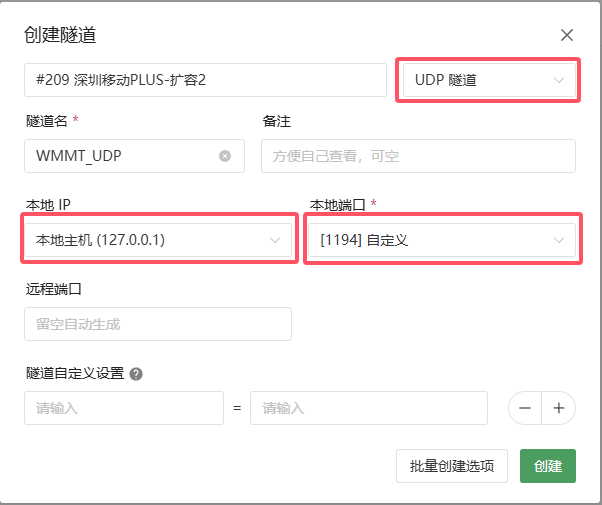 创建隧道
#209 深圳移动PLUS-扩容2
UDP 隧道
隧道名 *
备注
WMMT_UDP
方便自己查看，可空
本地 IP
本地端口 *
本地主机 (127.0.0.1)
[1194] 自定义
远程端口
留空自动生成
隧道自定义设置 ?
请输入
=
请输入
批量创建选项
创建